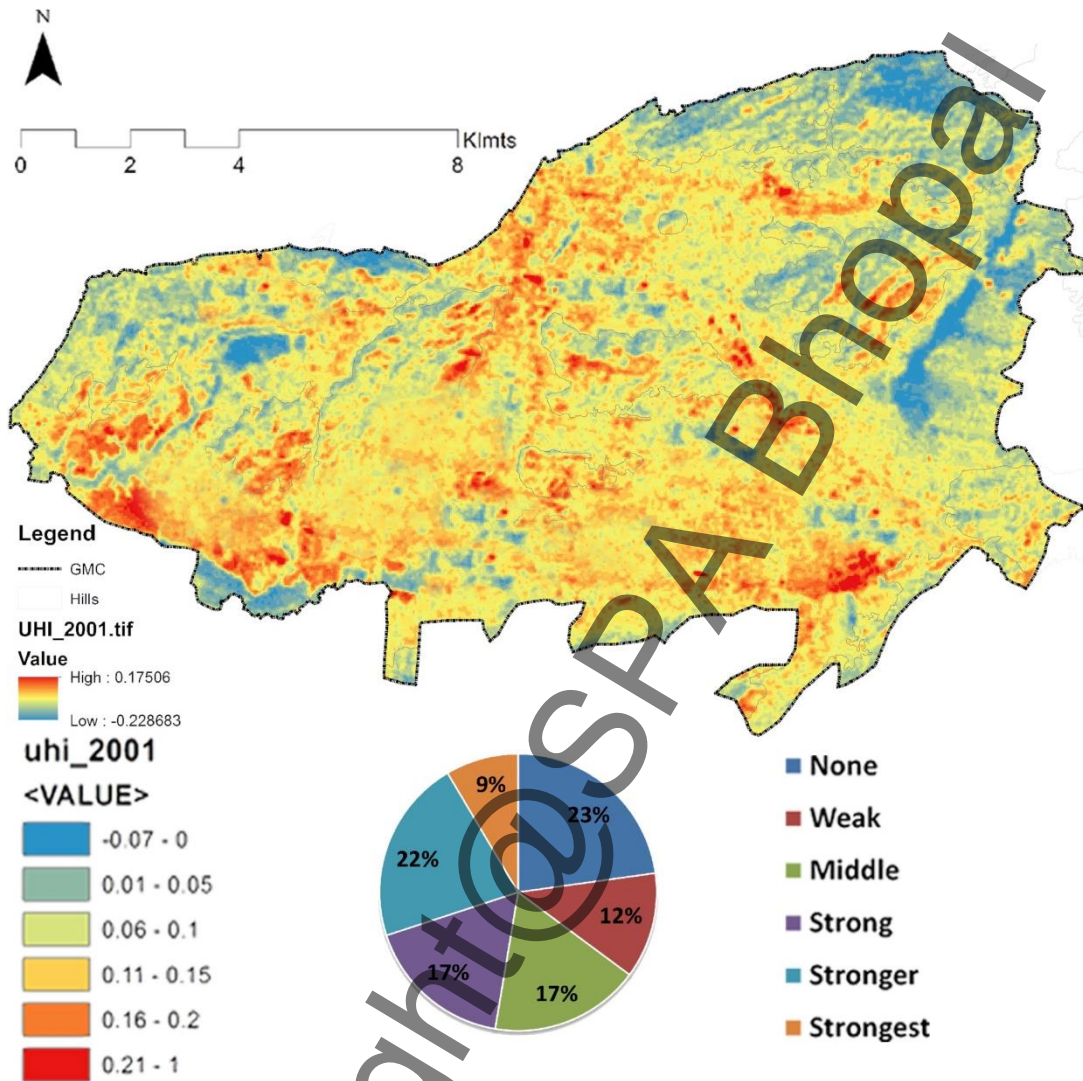 N
0 2 4 8 Klmts
Legend
GMC
Hills
UHI_2001.tif
Value
High : 0.17506
Low : -0.228683
uhi_2001
<VALUE>
-0.07 - 0
0.01 - 0.05
0.06 - 0.1
0.11 - 0.15
0.16 - 0.2
0.21 - 1
9%
23%
22%
12%
17%
17%
None
Weak
Middle
Strong
Stronger
Strongest
ght@SPA Bhopal